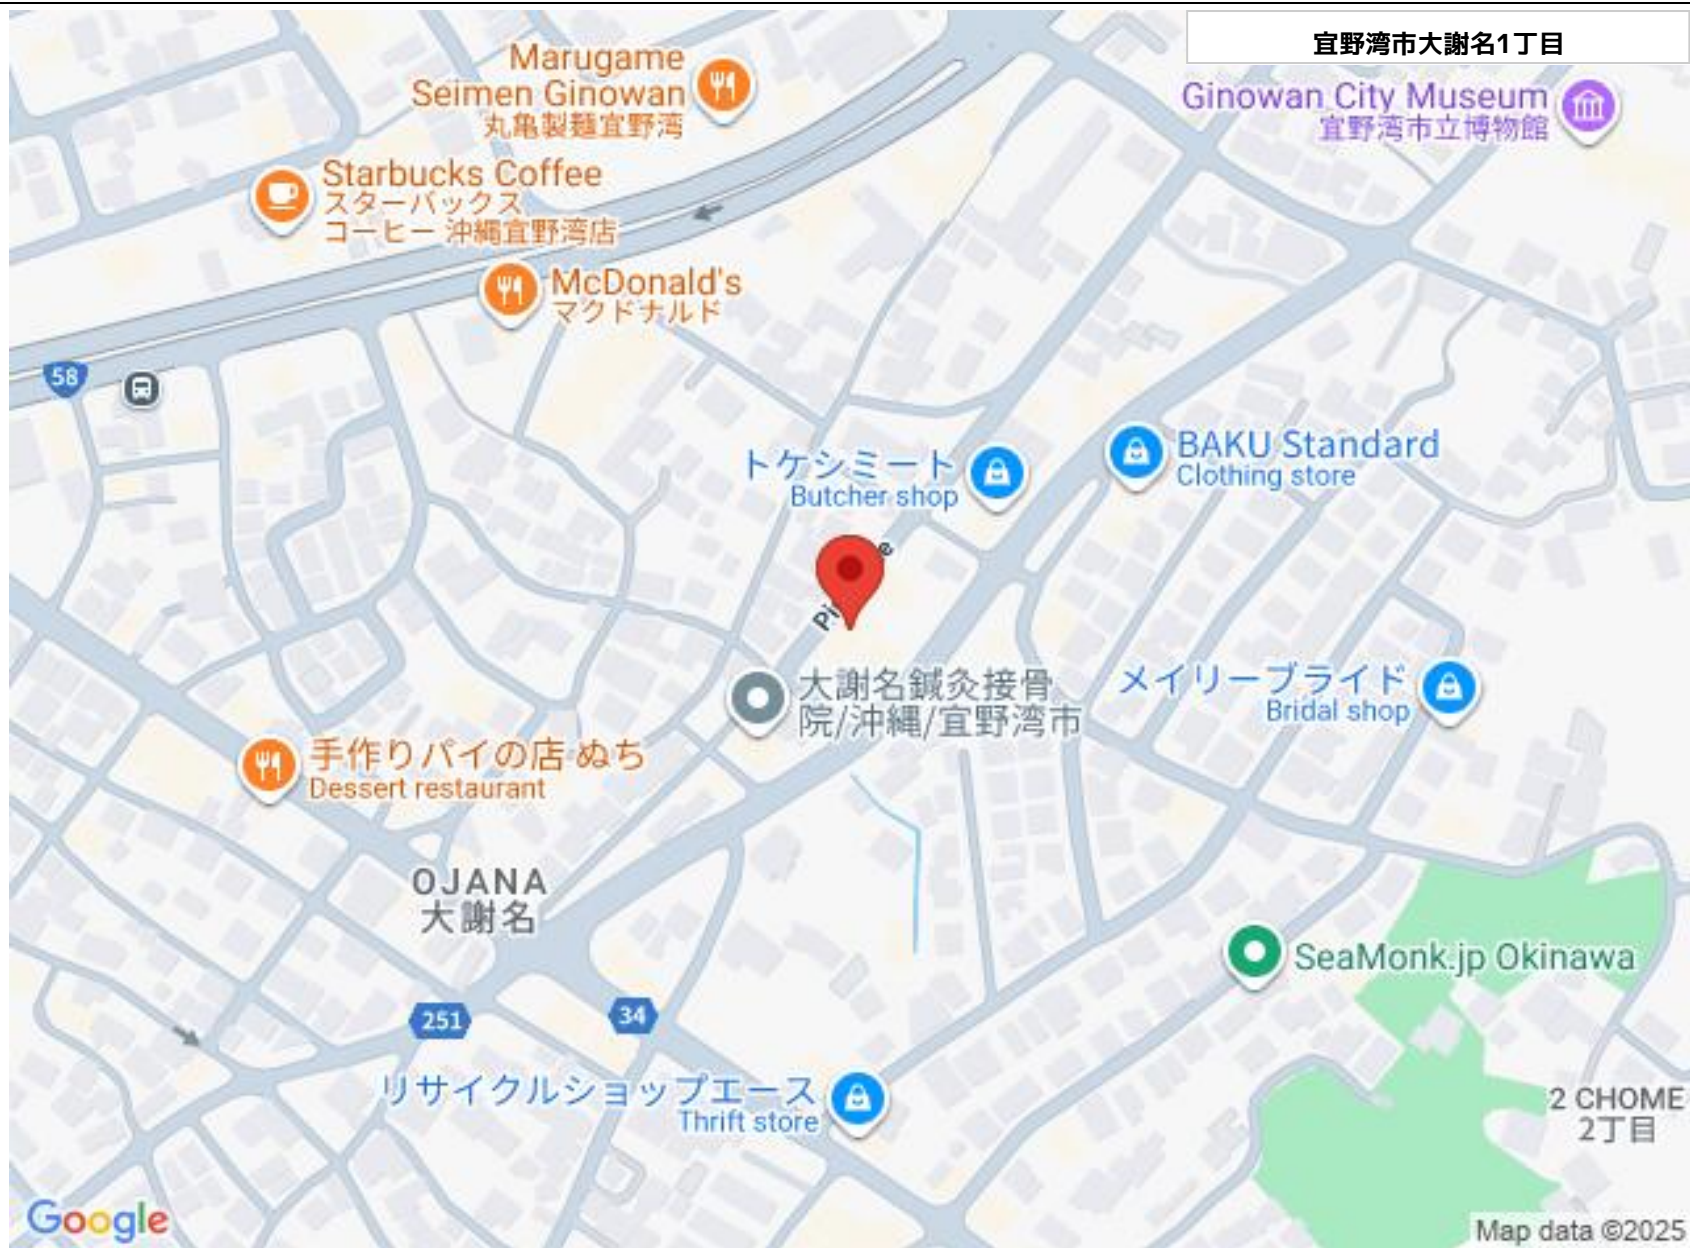 宜野湾市大謝名1丁目
Marugame
Seimen Ginowan
丸亀製麺宜野湾
Ginowan City Museum
宜野湾市立博物館
Starbucks Coffee
スターバックス
コーヒー 沖縄宜野湾店
McDonald's
マクドナルド
58
トケシミート
Butcher shop
BAKU Standard
Clothing store
大謝名鍼灸接骨
院/沖縄/宜野湾市
メイリーブライド
Bridal shop
手作りパイの店 ぬち
Dessert restaurant
OJANA
大謝名
SeaMonk.jp Okinawa
251
34
リサイクルショップエース
Thrift store
2 CHOME
2丁目
Google
Map data ©2025